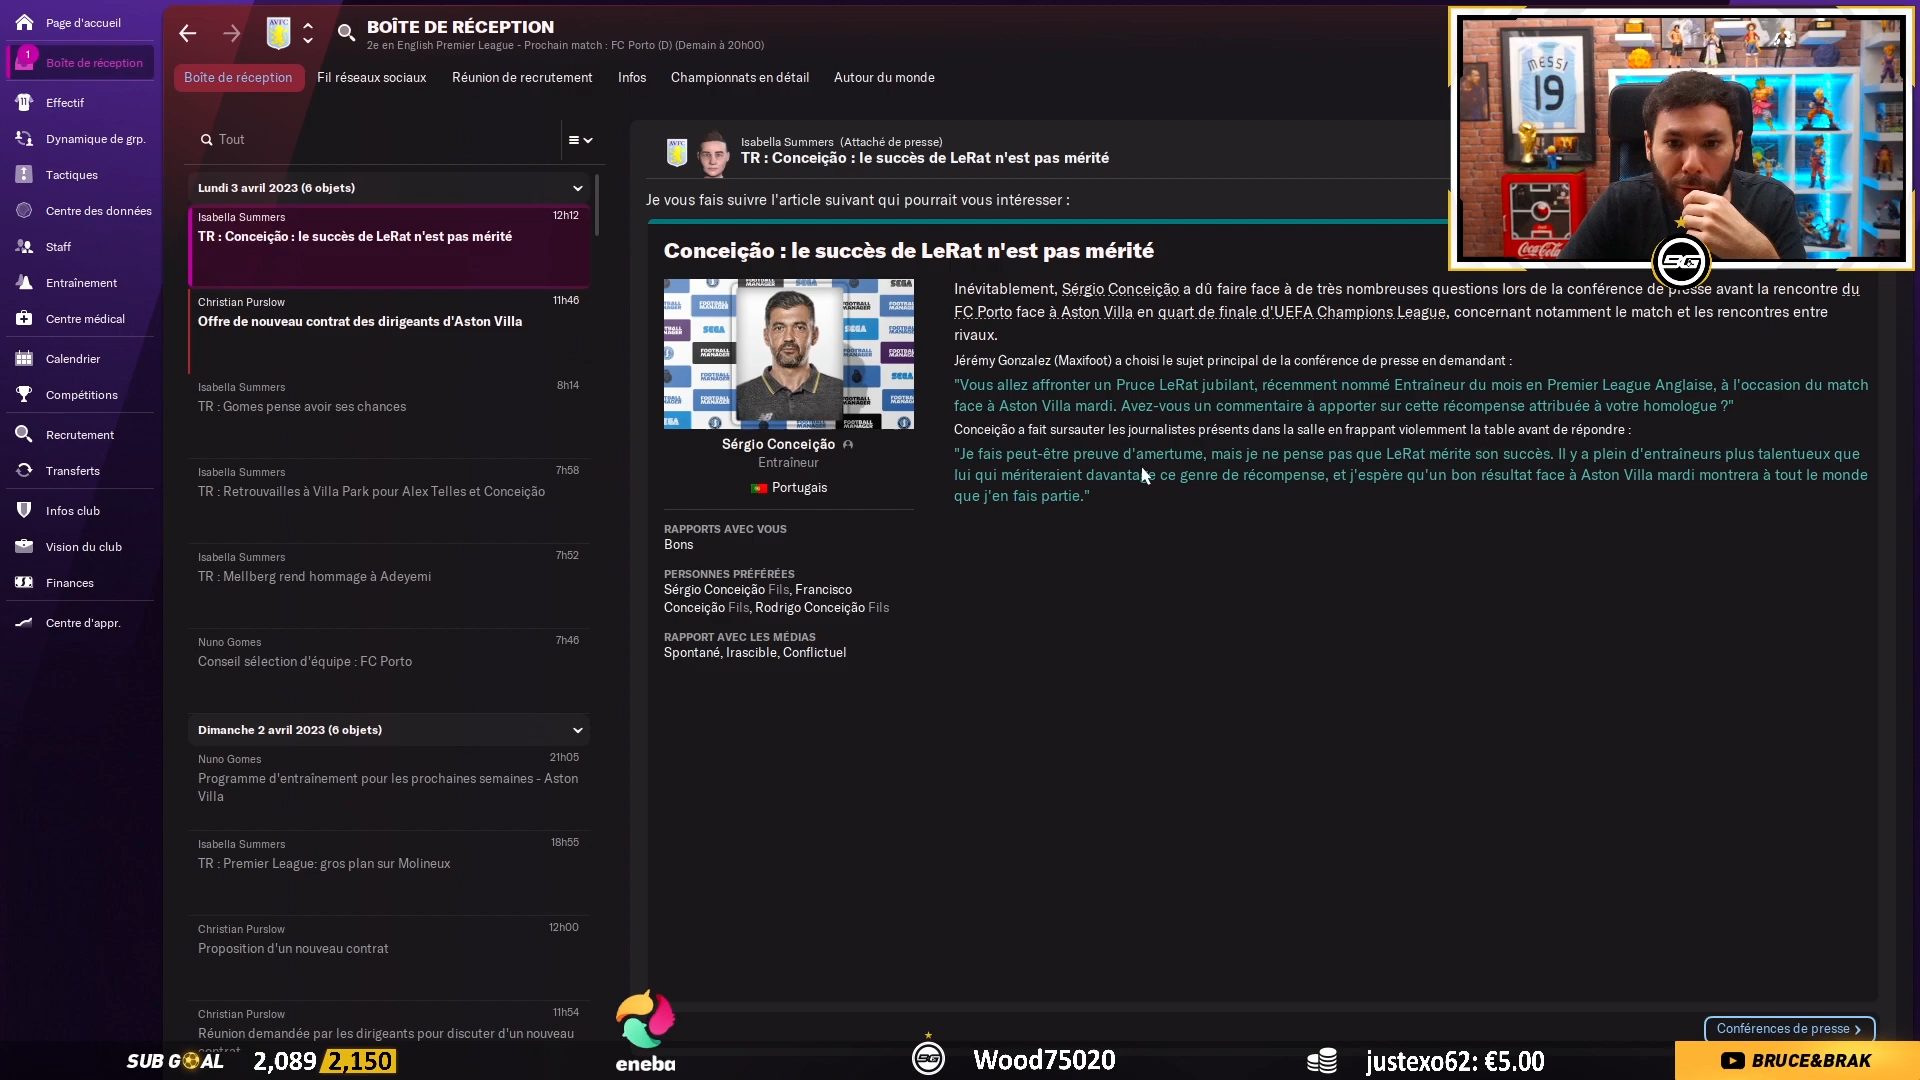 Page d'accueil
1
Boîte de réception
Effectif
Dynamique de grp.
Tactiques
Centre des données
Staff
Entraînement
Centre médical
Calendrier
Compétitions
Recrutement
Transferts
Infos club
Vision du club
Finances
Centre d'appr.
AVFC
BOÎTE DE RÉCEPTION
2e en English Premier League - Prochain match : FC Porto (D) (Demain à 20h00)
Boîte de réception Fil réseaux sociaux Réunion de recrutement Infos Championnats en détail Autour du monde
Tout
Lundi 3 avril 2023 (6 objets)
Isabella Summers 12h12
TR : Conceição : le succès de LeRat n'est pas mérité
Christian Purslow 11h46
Offre de nouveau contrat des dirigeants d'Aston Villa
Isabella Summers 8h14
TR : Gomes pense avoir ses chances
Isabella Summers 7h58
TR : Retrouvailles à Villa Park pour Alex Telles et Conceição
Isabella Summers 7h52
TR : Mellberg rend hommage à Adeyemi
Nuno Gomes 7h46
Conseil sélection d'équipe : FC Porto
Dimanche 2 avril 2023 (6 objets)
Nuno Gomes 21h05
Programme d'entraînement pour les prochaines semaines - Aston
Villa
Isabella Summers 18h55
TR : Premier League: gros plan sur Molineux
Christian Purslow 12h00
Proposition d'un nouveau contrat
Christian Purslow 11h54
Réunion demandée par les dirigeants pour discuter d'un nouveau
contrat
Isabella Summers (Attaché de presse)
TR : Conceição : le succès de LeRat n'est pas mérité
Je vous fais suivre l'article suivant qui pourrait vous intéresser :
Conceição : le succès de LeRat n'est pas mérité
FOOTBALL MANAGER
SEGA
Sérgio Conceição
Entraîneur
Portugais
RAPPORTS AVEC VOUS
Bons
PERSONNES PRÉFÉRÉES
Sérgio Conceição Fils, Francisco
Conceição Fils, Rodrigo Conceição Fils
RAPPORT AVEC LES MÉDIAS
Spontané, Irascible, Conflictuel
Inévitablement, Sérgio Conceição a dû faire face à de très nombreuses questions lors de la conférence de presse avant la rencontre du
FC Porto face à Aston Villa en quart de finale d'UEFA Champions League, concernant notamment le match et les rencontres entre
rivaux.
Jérémy Gonzalez (Maxifoot) a choisi le sujet principal de la conférence de presse en demandant :
"Vous allez affronter un Pruce LeRat jubilant, récemment nommé Entraîneur du mois en Premier League Anglaise, à l'occasion du match
face à Aston Villa mardi. Avez-vous un commentaire à apporter sur cette récompense attribuée à votre homologue ?"
Conceição a fait sursauter les journalistes présents dans la salle en frappant violemment la table avant de répondre :
"Je fais peut-être preuve d'amertume, mais je ne pense pas que LeRat mérite son succès. Il y a plein d'entraîneurs plus talentueux que
lui qui mériteraient davantage ce genre de récompense, et j'espère qu'un bon résultat face à Aston Villa mardi montrera à tout le monde
que j'en fais partie."
Conférences de presse
MESSI
19
Coca-Cola
SUB GOAL 2,089 / 2,150
eneba
Wood75020
justexo62: €5.00
BRUCE&BRAK